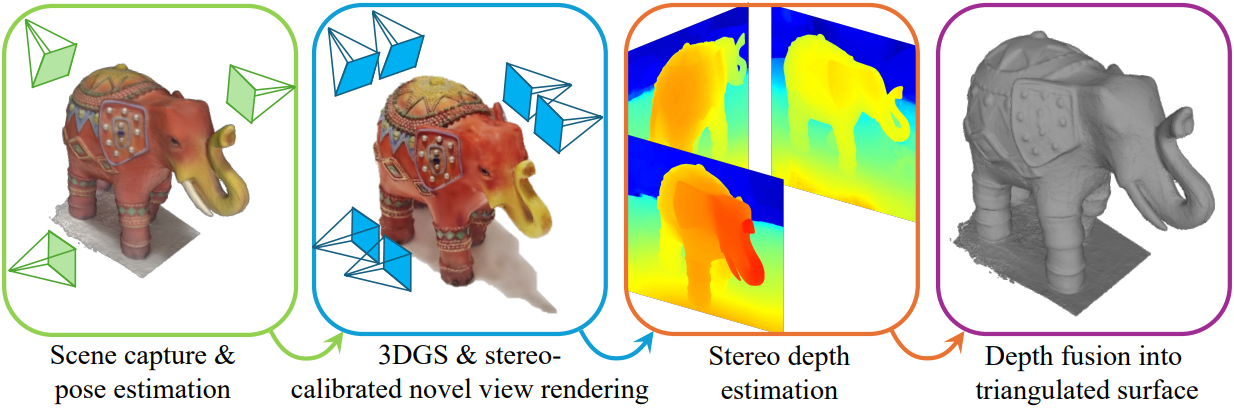 Scene capture &
pose estimation
3DGS & stereo-
calibrated novel view rendering
Stereo depth
estimation
Depth fusion into
triangulated surface